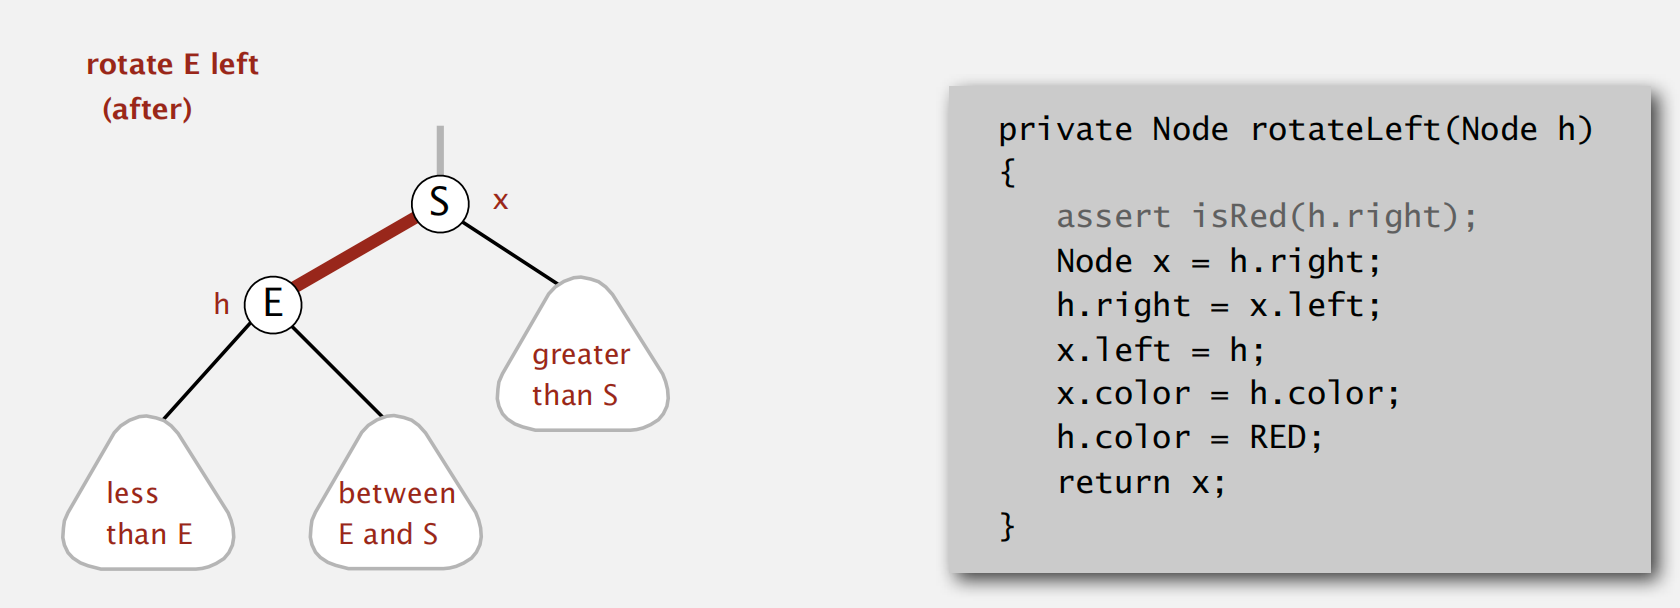 rotate E left
(after)
S
x
h
E
greater
than S
less
than E
between
E and S
private Node rotateLeft(Node h)
{
   assert isRed(h.right);
   Node x = h.right;
   h.right = x.left;
   x.left = h;
   x.color = h.color;
   h.color = RED;
   return x;
}